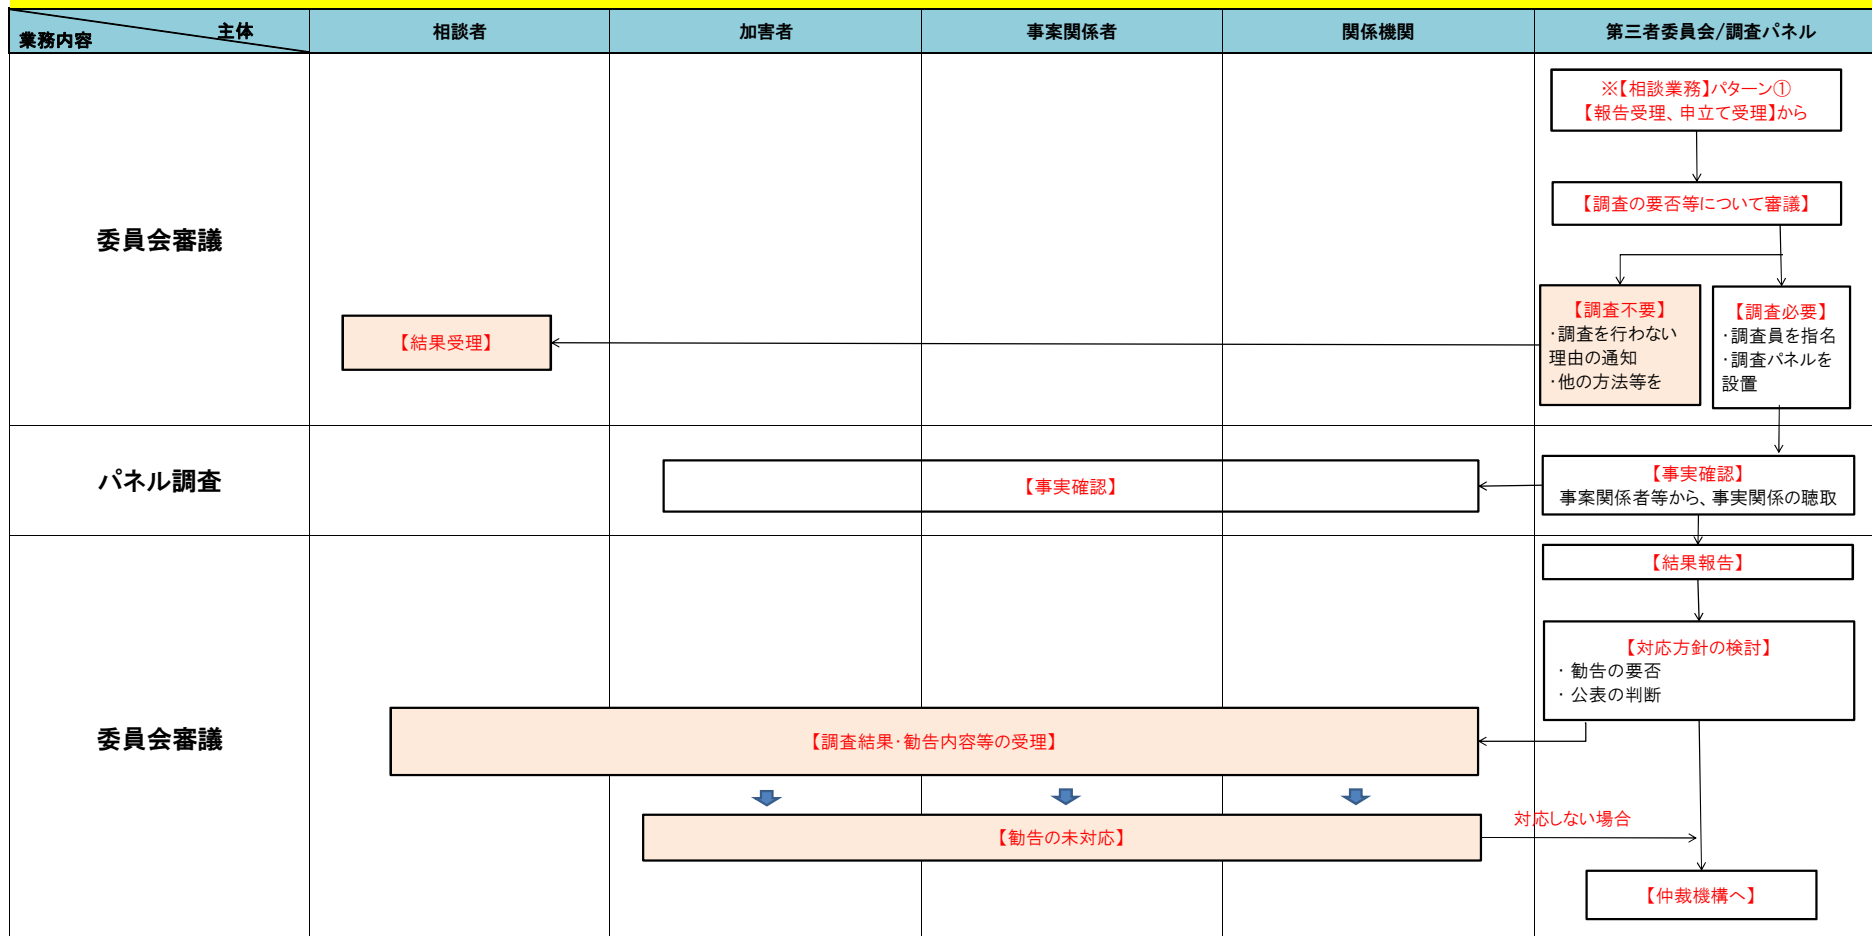 主体
業務内容
相談者
加害者
事案関係者
関係機関
第三者委員会/調査パネル
委員会審議
※【相談業務】パターン①
【報告受理、申立て受理】から
【調査の要否等について審議】
【調査不要】
・調査を行わない
理由の通知
・他の方法等を
【調査必要】
・調査員を指名
・調査パネルを
設置
【結果受理】
パネル調査
【事実確認】
【事実確認】
事案関係者等から、事実関係の聴取
委員会審議
【結果報告】
【対応方針の検討】
・ 勧告の要否
・ 公表の判断
【調査結果・勧告内容等の受理】
【勧告の未対応】
対応しない場合
【仲裁機構へ】